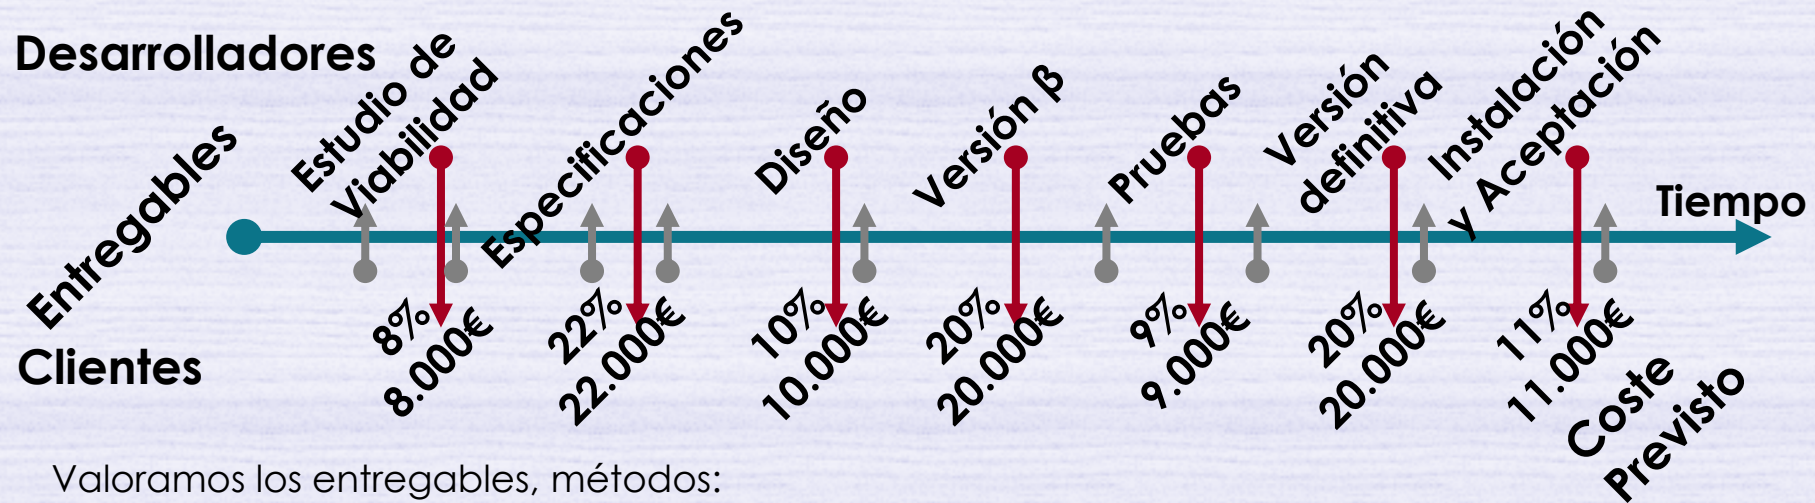 Desarrolladores
Entregables
Estudio de
Viabilidad
Especificaciones
Diseño
Versión β
Pruebas
Versión
definitiva
Instalación
y Aceptación
Tiempo
Clientes
8%
8.000€
22%
22.000€
10%
10.000€
20%
20.000€
9%
9.000€
20%
20.000€
11%
11.000€
Coste
Previsto
Valoramos los entregables, métodos: